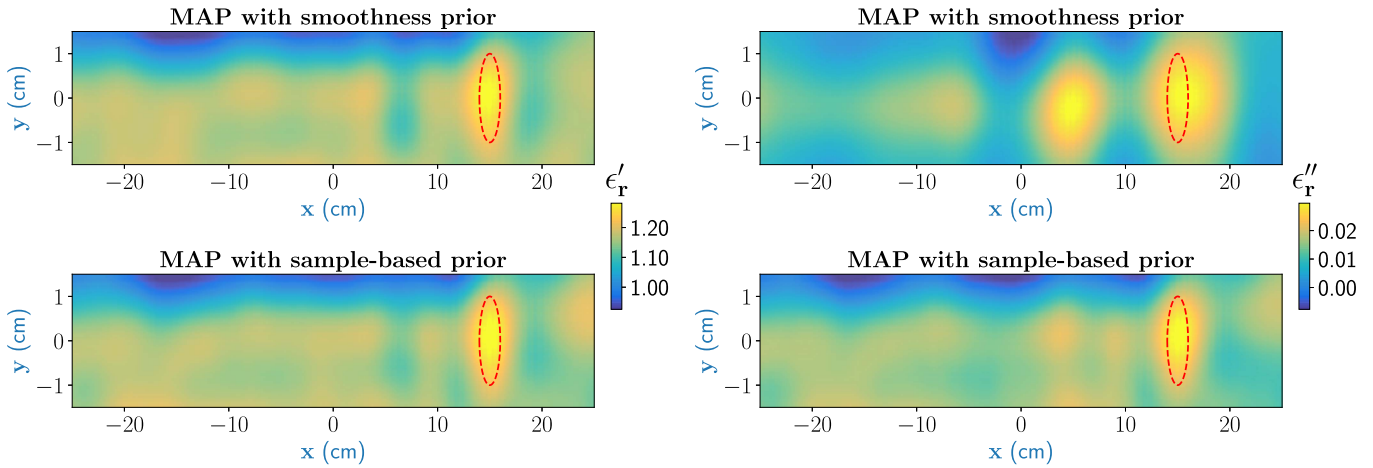 MAP with smoothness prior
MAP with smoothness prior
1
0
−1
y (cm)
−20 −10 0 10 20
x (cm)
1
0
−1
y (cm)
−20 −10 0 10 20
x (cm)
ϵ′r
1.20
1.10
1.00
ϵ″r
0.02
0.01
0.00
MAP with sample-based prior
MAP with sample-based prior
1
0
−1
y (cm)
−20 −10 0 10 20
x (cm)
1
0
−1
y (cm)
−20 −10 0 10 20
x (cm)